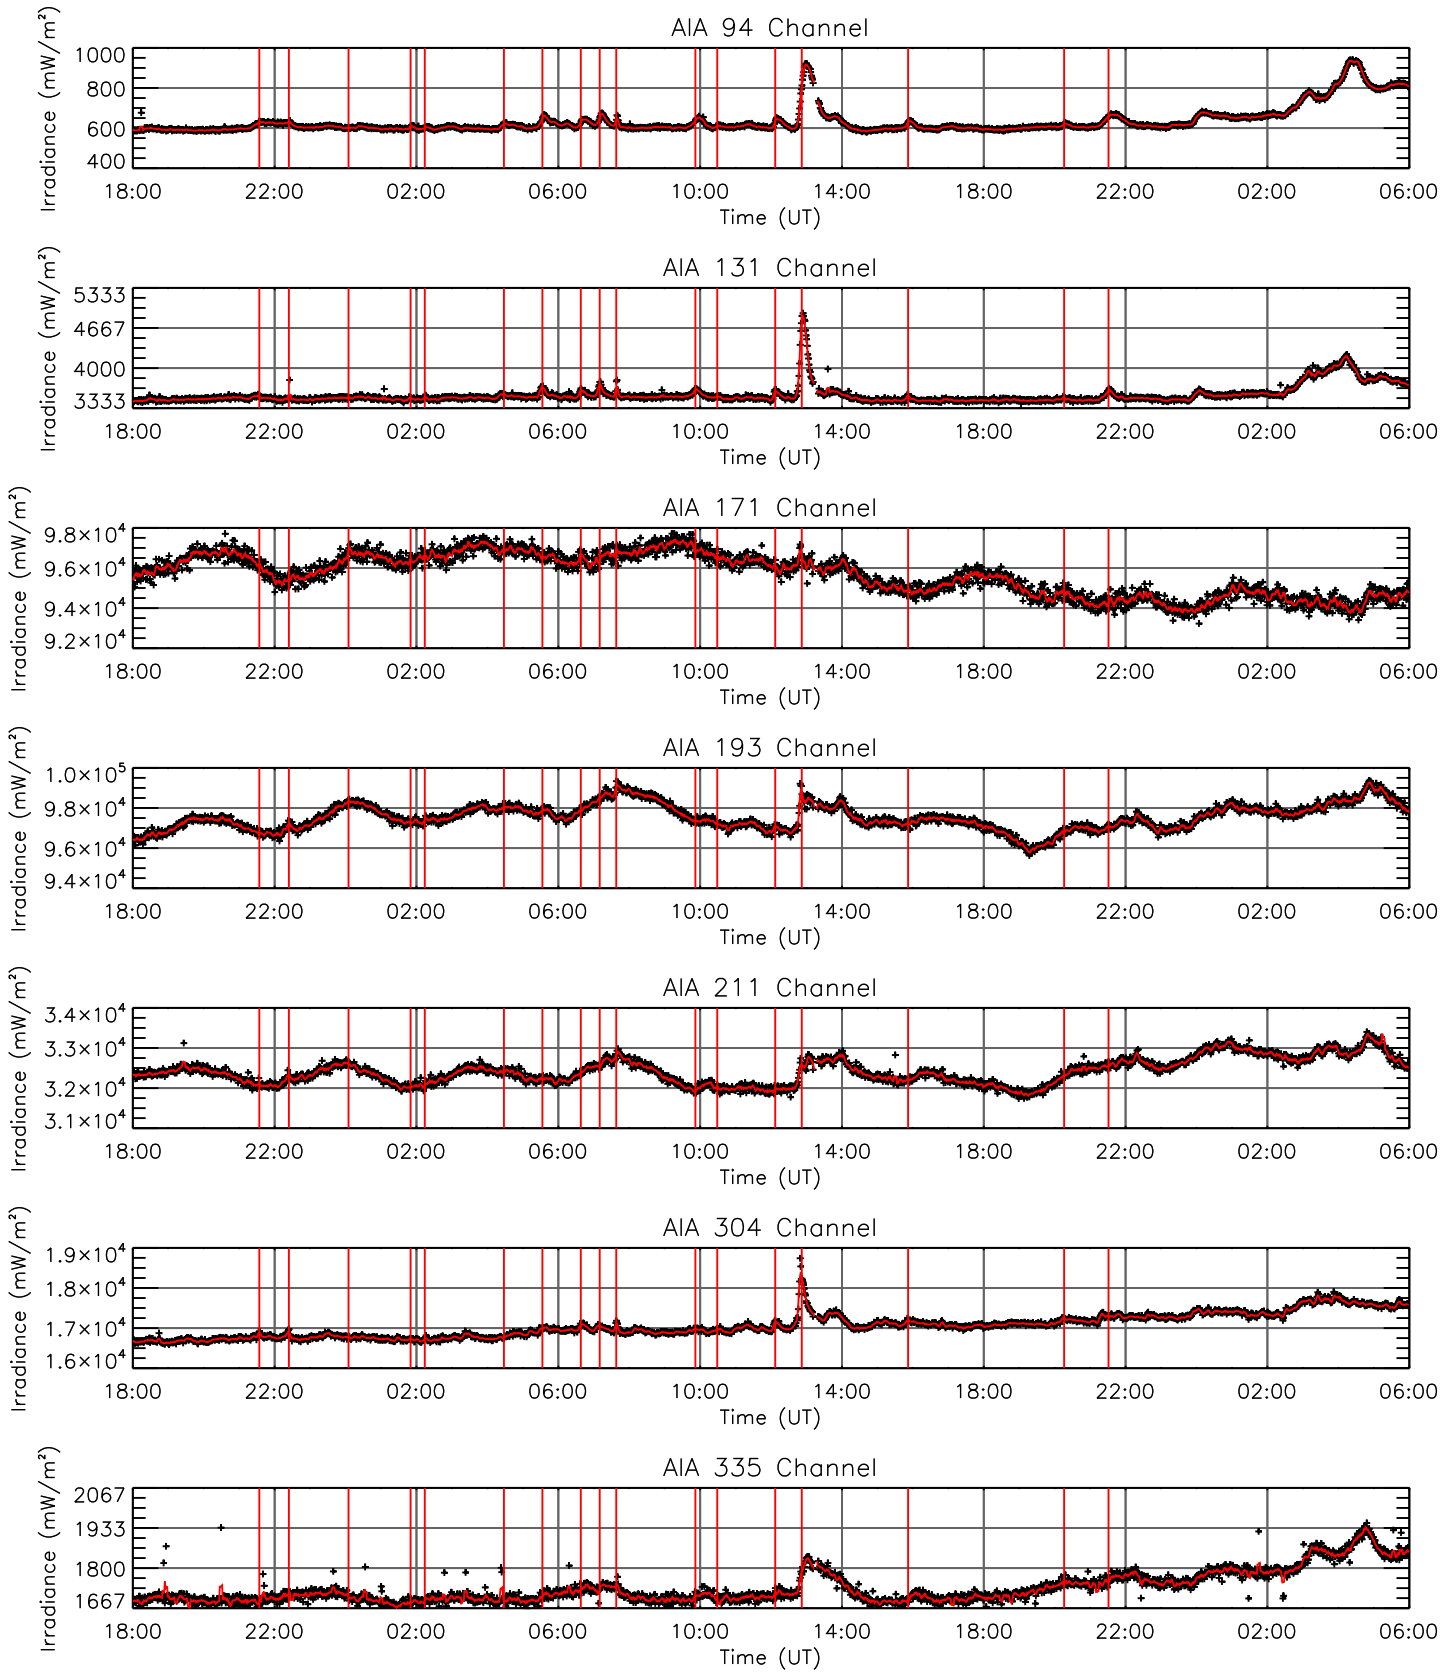 AIA 94 Channel
Irradiance (mW/m²)
1000
800
600
400
18:00 22:00 02:00 06:00 10:00 14:00 18:00 22:00 02:00 06:00
Time (UT)
AIA 131 Channel
Irradiance (mW/m²)
5333
4667
4000
3333
18:00 22:00 02:00 06:00 10:00 14:00 18:00 22:00 02:00 06:00
Time (UT)
AIA 171 Channel
Irradiance (mW/m²)
9.8×10⁴
9.6×10⁴
9.4×10⁴
9.2×10⁴
18:00 22:00 02:00 06:00 10:00 14:00 18:00 22:00 02:00 06:00
Time (UT)
AIA 193 Channel
Irradiance (mW/m²)
1.0×10⁵
9.8×10⁴
9.6×10⁴
9.4×10⁴
18:00 22:00 02:00 06:00 10:00 14:00 18:00 22:00 02:00 06:00
Time (UT)
AIA 211 Channel
Irradiance (mW/m²)
3.4×10⁴
3.3×10⁴
3.2×10⁴
3.1×10⁴
18:00 22:00 02:00 06:00 10:00 14:00 18:00 22:00 02:00 06:00
Time (UT)
AIA 304 Channel
Irradiance (mW/m²)
1.9×10⁴
1.8×10⁴
1.7×10⁴
1.6×10⁴
18:00 22:00 02:00 06:00 10:00 14:00 18:00 22:00 02:00 06:00
Time (UT)
AIA 335 Channel
Irradiance (mW/m²)
2067
1933
1800
1667
18:00 22:00 02:00 06:00 10:00 14:00 18:00 22:00 02:00 06:00
Time (UT)